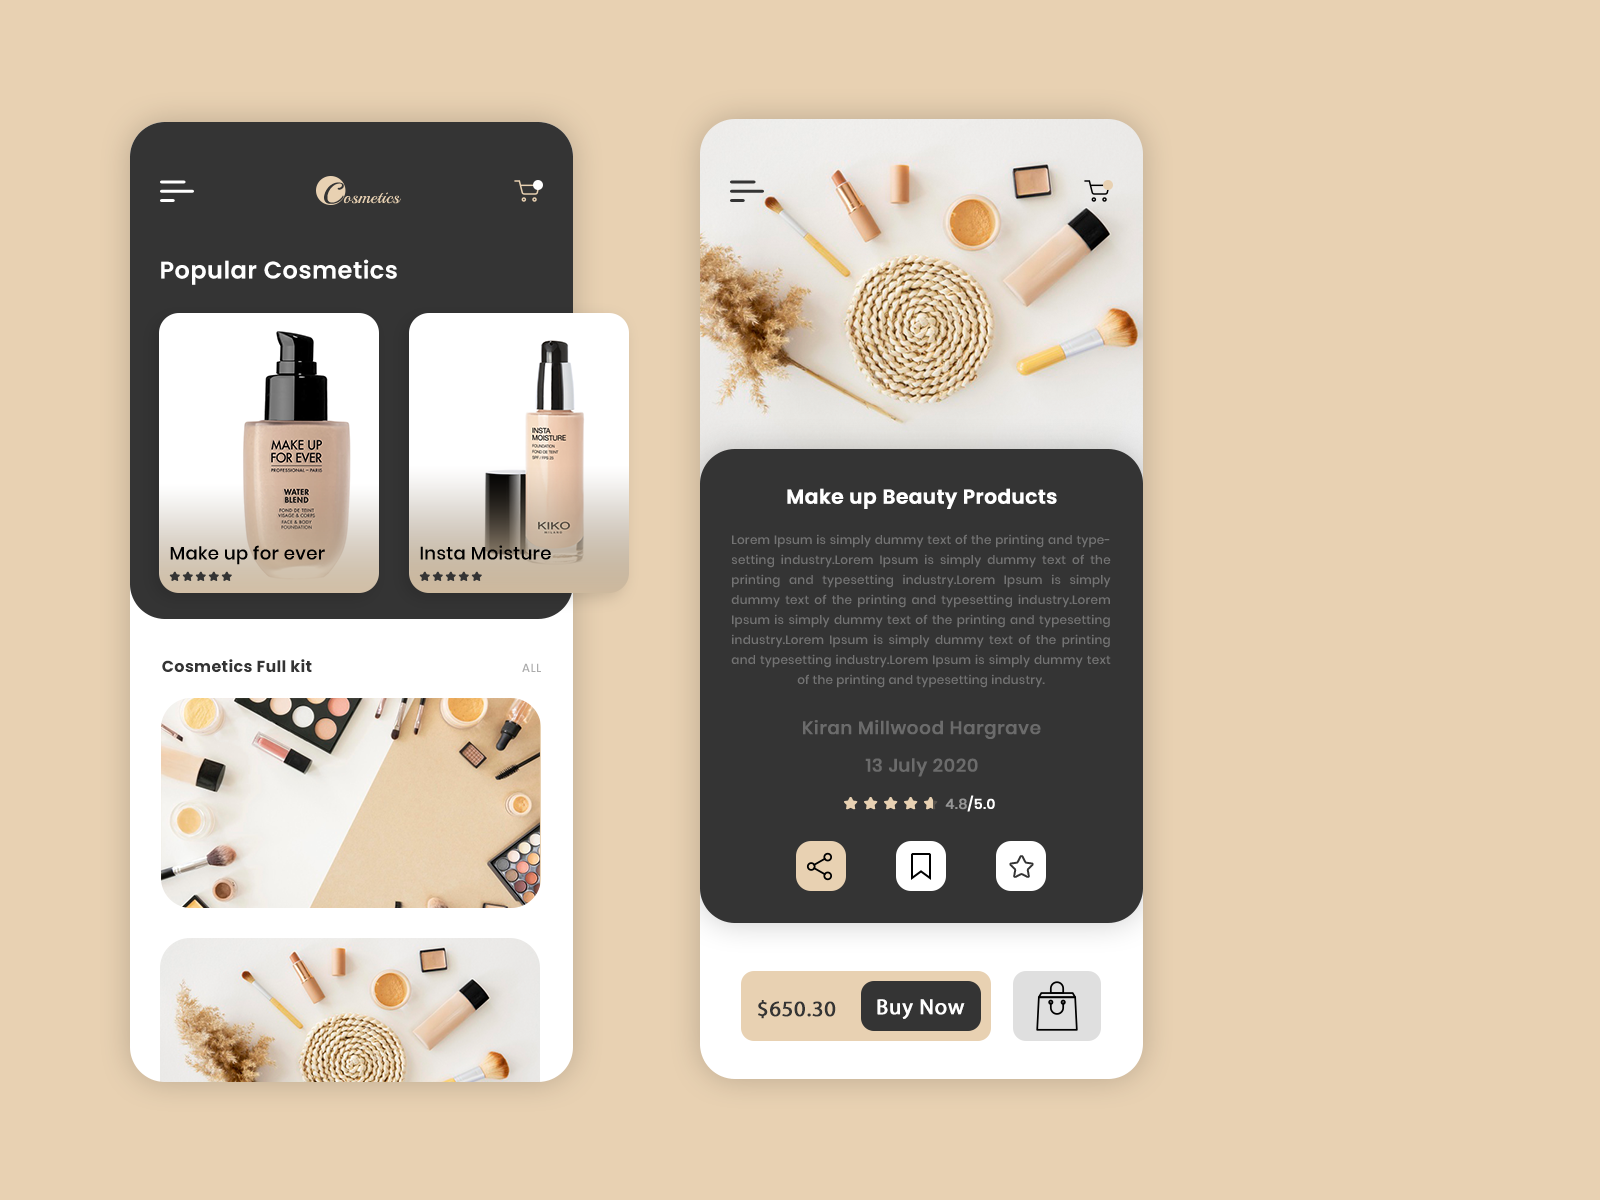 Cosmetics
Popular Cosmetics
MAKE UP
FOR EVER
PROFESSIONAL - PARIS
WATER
BLEND
FOND DE TEINT
VISAGE & CORPS
FACE & BODY
FOUNDATION
Make up for ever
INSTA
MOISTURE
FOUNDATION
FOND DE TEINT
SPF / FPS 25
KIKO
MILANO
Insta Moisture
Cosmetics Full kit
ALL
Make up Beauty Products
Lorem Ipsum is simply dummy text of the printing and type-
setting industry.Lorem Ipsum is simply dummy text of the
printing and typesetting industry.Lorem Ipsum is simply
dummy text of the printing and typesetting industry.Lorem
Ipsum is simply dummy text of the printing and typesetting
industry.Lorem Ipsum is simply dummy text of the printing
and typesetting industry.Lorem Ipsum is simply dummy text
of the printing and typesetting industry.
Kiran Millwood Hargrave
13 July 2020
4.8/5.0
$650.30
Buy Now